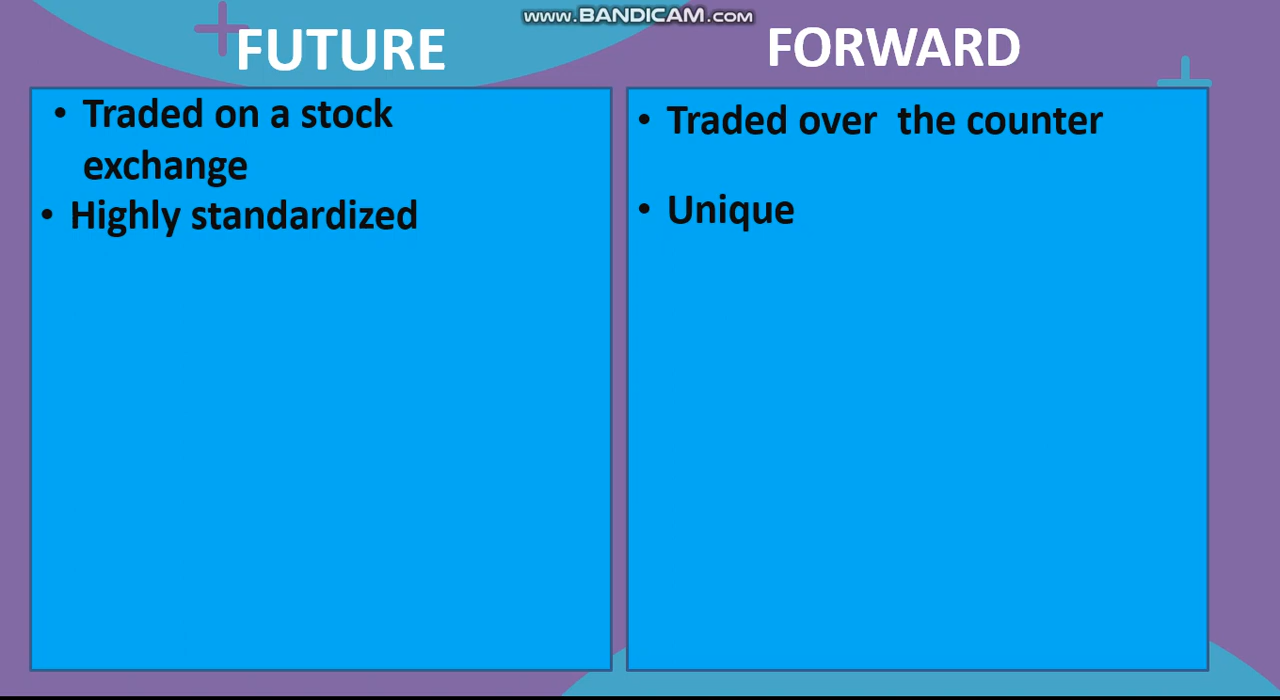 www.BANDICAM.com
FUTURE
FORWARD
• Traded on a stock
exchange
• Highly standardized
• Traded over the counter
• Unique